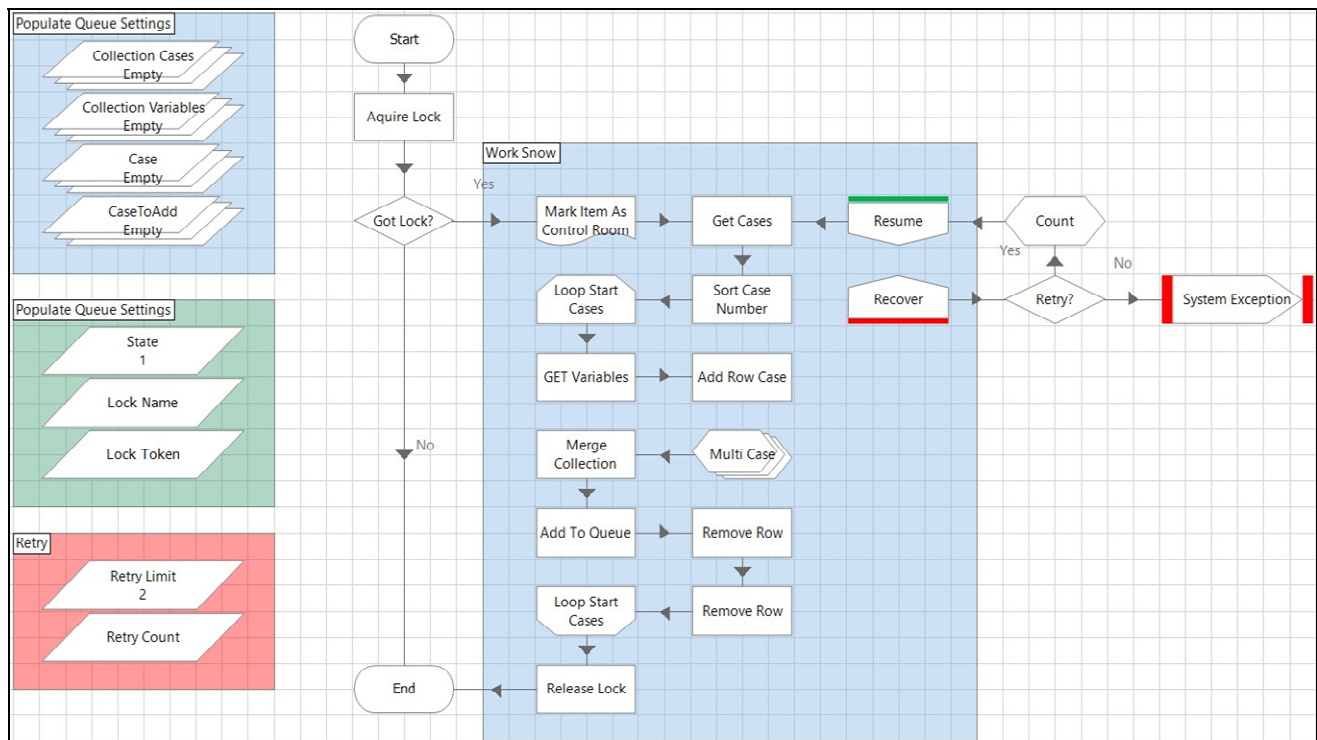 Populate Queue Settings
Collection Cases
Empty
Collection Variables
Empty
Case
Empty
CaseToAdd
Empty
Populate Queue Settings
State
1
Lock Name
Lock Token
Retry
Retry Limit
2
Retry Count
Start
Aquire Lock
Got Lock?
Yes
No
End
Work Snow
Mark Item As
Control Room
Get Cases
Resume
Count
Loop Start
Cases
Sort Case
Number
Recover
Retry?
Yes
No
System Exception
GET Variables
Add Row Case
Merge
Collection
Multi Case
Add To Queue
Remove Row
Loop Start
Cases
Remove Row
Release Lock